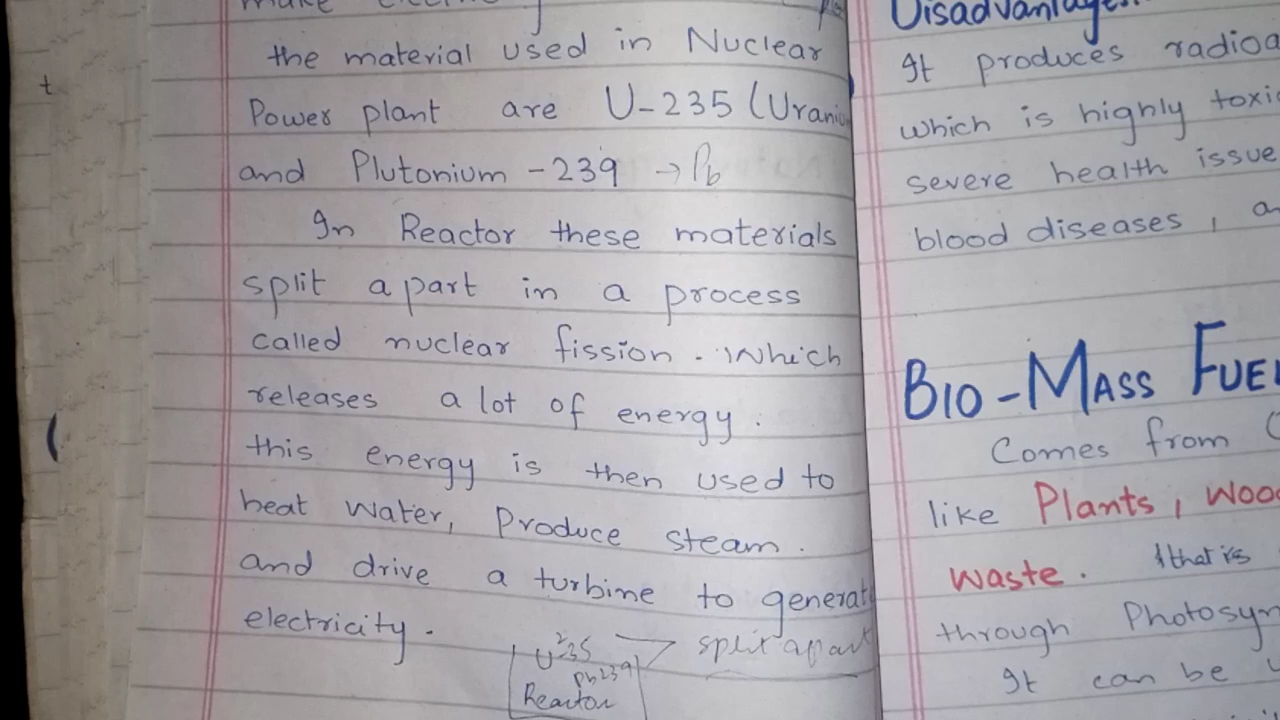 make
the material used in Nuclear
Power plant are U-235 (Urani
and Plutonium - 239 → Pb
In Reactor these materials
split apart in a process
called nuclear fission. Which
releases a lot of energy.
this energy is then used to
heat water, Produce steam.
and drive a turbine to generat
electricity.
U235 split apart
Pb239
Reactor
Disadvantages
It produces radioa
which is highly toxic
severe health issue
blood diseases, a
BIO-MASS FUEL
Comes from
like Plants, woo
waste. that is
through Photosyn
It can be u